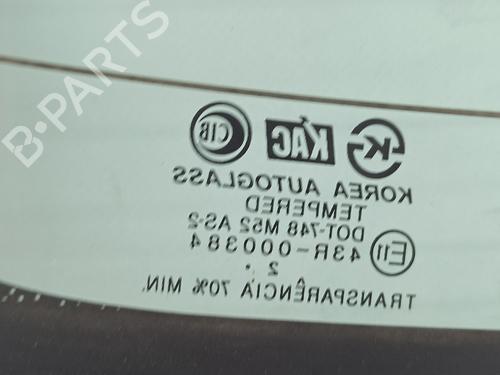 B-PARTS
K KAC CIB
KOREA AUTOGLASS
TEMPERED
DOT-748 M52 AS-2
E11 43R-000384
2 .
TRANSPARÊNCIA 70% MIN.